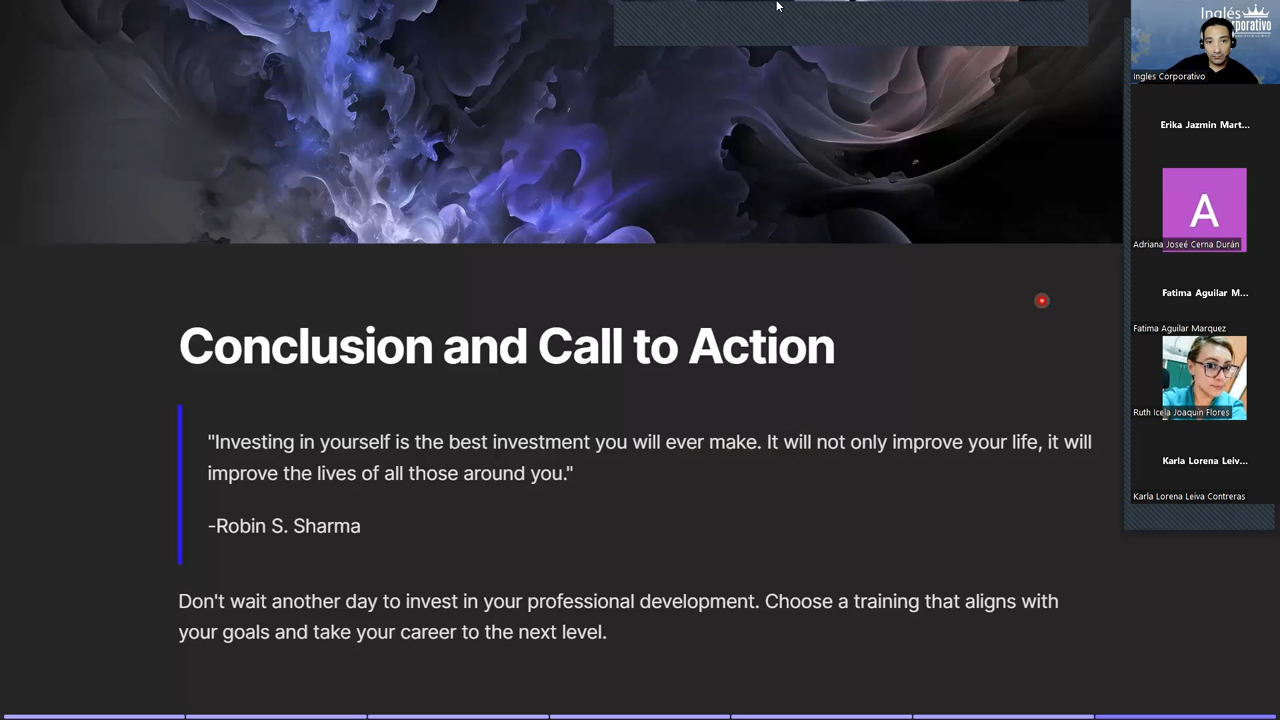 Inglés
Ingles Corporativo
Erika Jazmin Mart...
A
Adriana Joseé Cerna Durán
Fatima Aguilar M...
Fatima Aguilar Marquez
Ruth Icela Joaquín Flores
Karla Lorena Leiv...
Karla Lorena Leiva Contreras
Conclusion and Call to Action
"Investing in yourself is the best investment you will ever make. It will not only improve your life, it will
improve the lives of all those around you."
-Robin S. Sharma
Don't wait another day to invest in your professional development. Choose a training that aligns with
your goals and take your career to the next level.